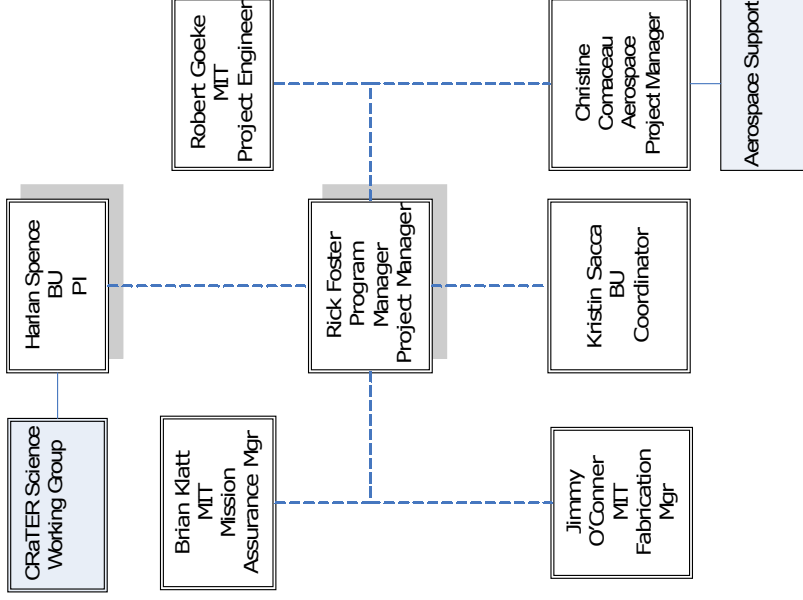 CRaTER Science
Working Group
Harlan Spence
BU
PI
Brian Klatt
MIT
Mission
Assurance Mgr
Robert Goeke
MIT
Project Engineer
Rick Foster
Program
Manager
Project Manager
Jimmy
O'Conner
MIT
Fabrication
Mgr
Kristin Sacca
BU
Coordinator
Christine
Comaceau
Aerospace
Project Manager
Aerospace Support